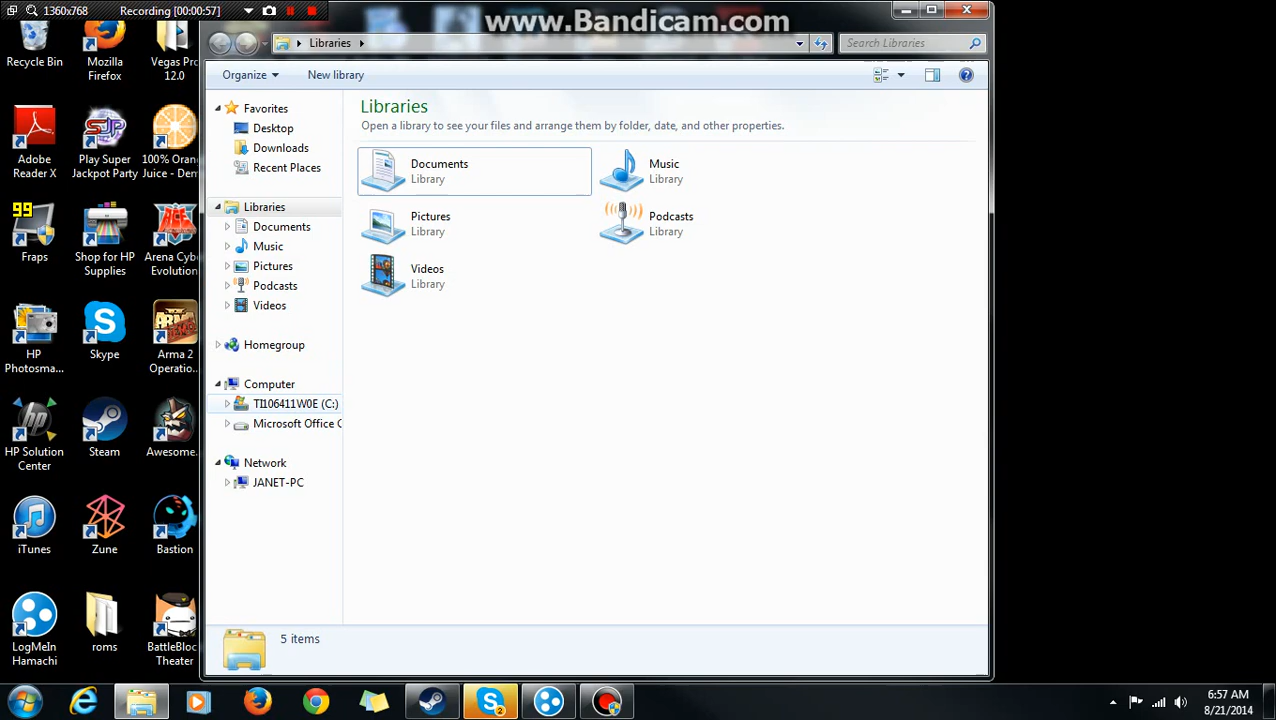 1360x768 Recording [00:00:57]
www.Bandicam.com
Libraries
Search Libraries
Organize New library
Recycle Bin
Mozilla
Firefox
Vegas Pro
12.0
Adobe
Reader X
Play Super
Jackpot Party
100% Oran
Juice - Den
99
Fraps
Shop for HP
Supplies
Arena Cyber
Evolution
HP
Photosma...
Skype
Arma 2
Operatio...
HP Solution
Center
Steam
Awesome...
iTunes
Zune
Bastion
LogMeIn
Hamachi
roms
BattleBlock
Theater
Favorites
Desktop
Downloads
Recent Places
Libraries
Documents
Music
Pictures
Podcasts
Videos
Homegroup
Computer
TI106411W0E (C:)
Microsoft Office C
Network
JANET-PC
Libraries
Open a library to see your files and arrange them by folder, date, and other properties.
Documents
Library
Music
Library
Pictures
Library
Podcasts
Library
Videos
Library
5 items
2
6:57 AM
8/21/2014